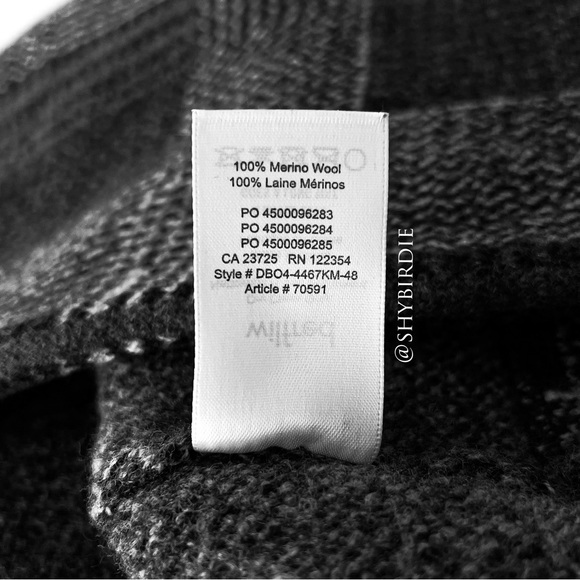 100% Merino Wool
100% Laine Mérinos
PO 4500096283
PO 4500096284
PO 4500096285
CA 23725 RN 122354
Style # DBO4-4467KM-48
Article # 70591
wilfred
@SHYBIRDIE